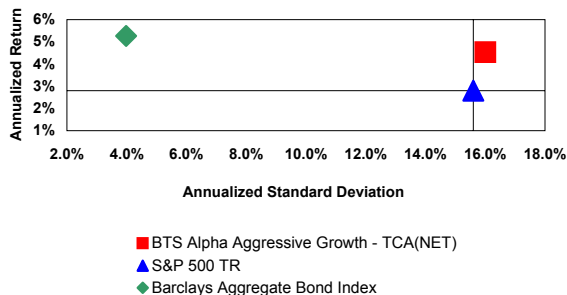 Annualized Return
6%
5%
4%
3%
2%
1%
2.0% 4.0% 6.0% 8.0% 10.0% 12.0% 14.0% 16.0% 18.0%
Annualized Standard Deviation
BTS Alpha Aggressive Growth - TCA(NET)
S&P 500 TR
Barclays Aggregate Bond Index